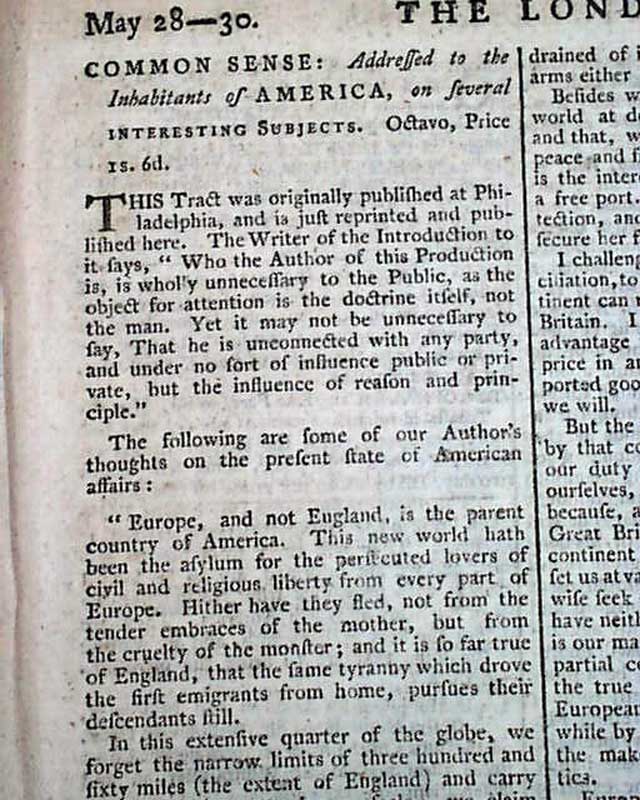 May 28—30.
THE LOND
COMMON SENSE: Addreſſed to the
Inhabitants of AMERICA, on ſeveral
INTERESTING SUBJECTS. Octavo, Price
1s. 6d.
THIS Tract was originally publiſhed at Phi-
ladelphia, and is juſt reprinted and pub-
liſhed here. The Writer of the Introduction to
it ſays, “ Who the Author of this Production
is, is wholly unneceſſary to the Public, as the
object for attention is the doctrine itſelf, not
the man. Yet it may not be unneceſſary to
ſay, That he is unconnected with any party,
and under no ſort of influence public or pri-
vate, but the influence of reaſon and prin-
ciple.”
The following are ſome of our Author's
thoughts on the preſent ſtate of American
affairs :
“ Europe, and not England, is the parent
country of America. This new world hath
been the aſylum for the perſecuted lovers of
civil and religious liberty from every part of
Europe. Hither have they fled, not from the
tender embraces of the mother, but from
the cruelty of the monſter; and it is ſo far true
of England, that the ſame tyranny which drove
the firſt emigrants from home, purſues their
deſcendants ſtill.
In this extenſive quarter of the globe, we
forget the narrow limits of three hundred and
ſixty miles (the extent of England) and carry
drained of
arms either
Beſides w
world at d
and that, w
peace and f
is the inter
a free port.
tection, and
ſecure her f
I challeng
ciliation, to
tinent can
Britain. I
advantage
price in a
ported goo
we will.
But the
by that co
our duty
ourſelves,
becauſe, a
Great Bri
continent
ſet us at va
wiſe ſeek
have neith
is our ma
partial c
the true
European
while by
the mak
tics.